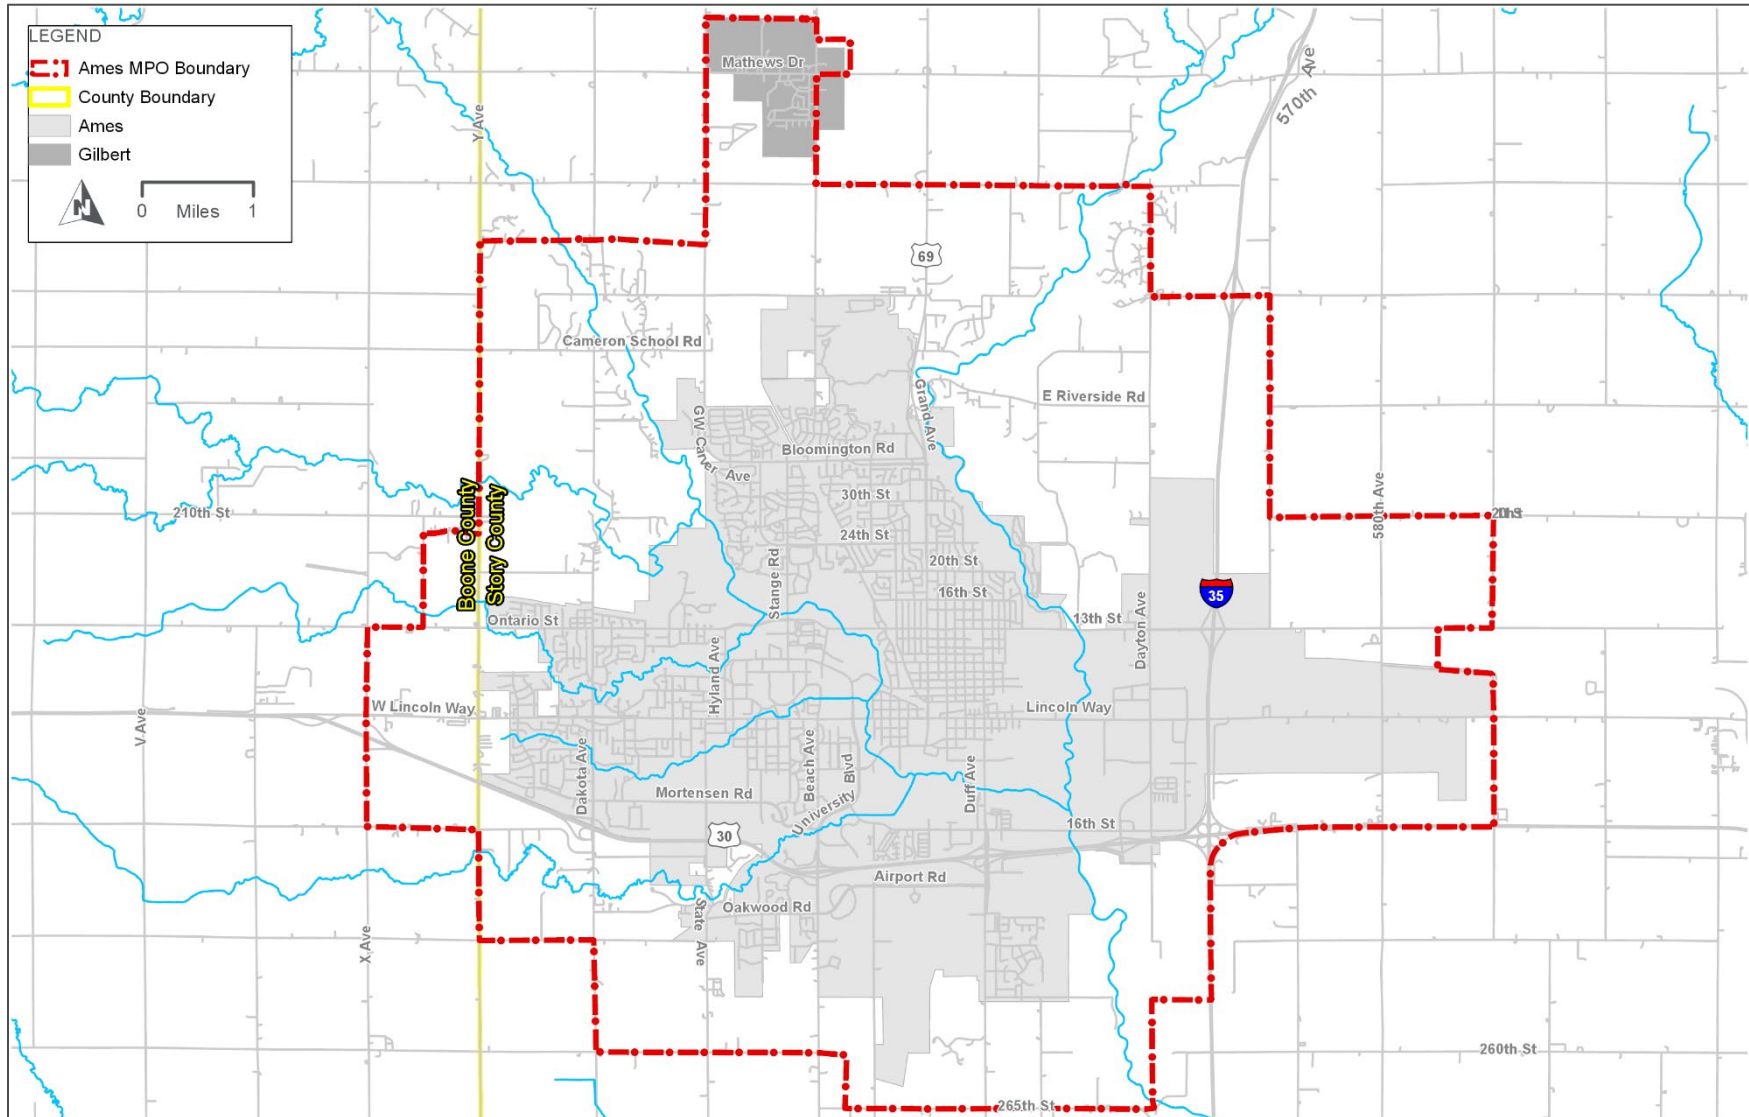 LEGEND
Ames MPO Boundary
County Boundary
Ames
Gilbert
N
0 Miles 1
Mathews Dr
Y Ave
570th Ave
69
Cameron School Rd
E Riverside Rd
Grand Ave
GW Carver Ave
Bloomington Rd
30th St
210th St
Boone County
Story County
580th Ave
24th St
20th St
16th St
Stange Rd
35
Ontario St
13th St
Dayton Ave
Hyland Ave
W Lincoln Way
Lincoln Way
V Ave
Dakota Ave
Beach Ave
University Blvd
Duff Ave
Mortensen Rd
16th St
30
Airport Rd
Oakwood Rd
State Ave
X Ave
260th St
265th St